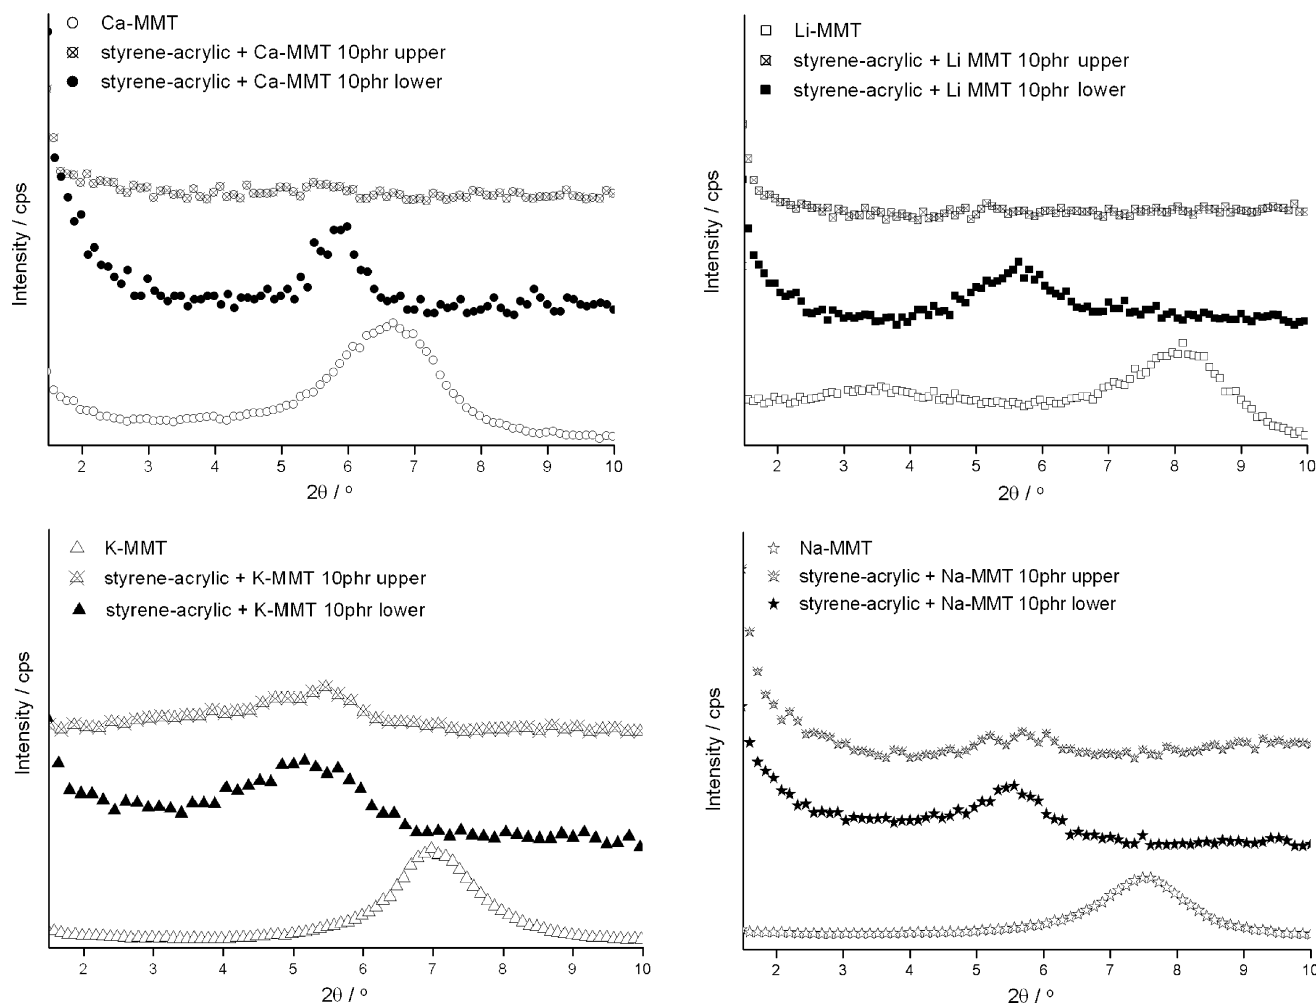 Ca-MMT
styrene-acrylic + Ca-MMT 10phr upper
styrene-acrylic + Ca-MMT 10phr lower
Intensity / cps
2 3 4 5 6 7 8 9 10
2θ / °
Li-MMT
styrene-acrylic + Li MMT 10phr upper
styrene-acrylic + Li MMT 10phr lower
Intensity / cps
2 3 4 5 6 7 8 9 10
2θ / °
K-MMT
styrene-acrylic + K-MMT 10phr upper
styrene-acrylic + K-MMT 10phr lower
Intensity / cps
2 3 4 5 6 7 8 9 10
2θ / °
Na-MMT
styrene-acrylic + Na-MMT 10phr upper
styrene-acrylic + Na-MMT 10phr lower
Intensity / cps
2 3 4 5 6 7 8 9 10
2θ / °